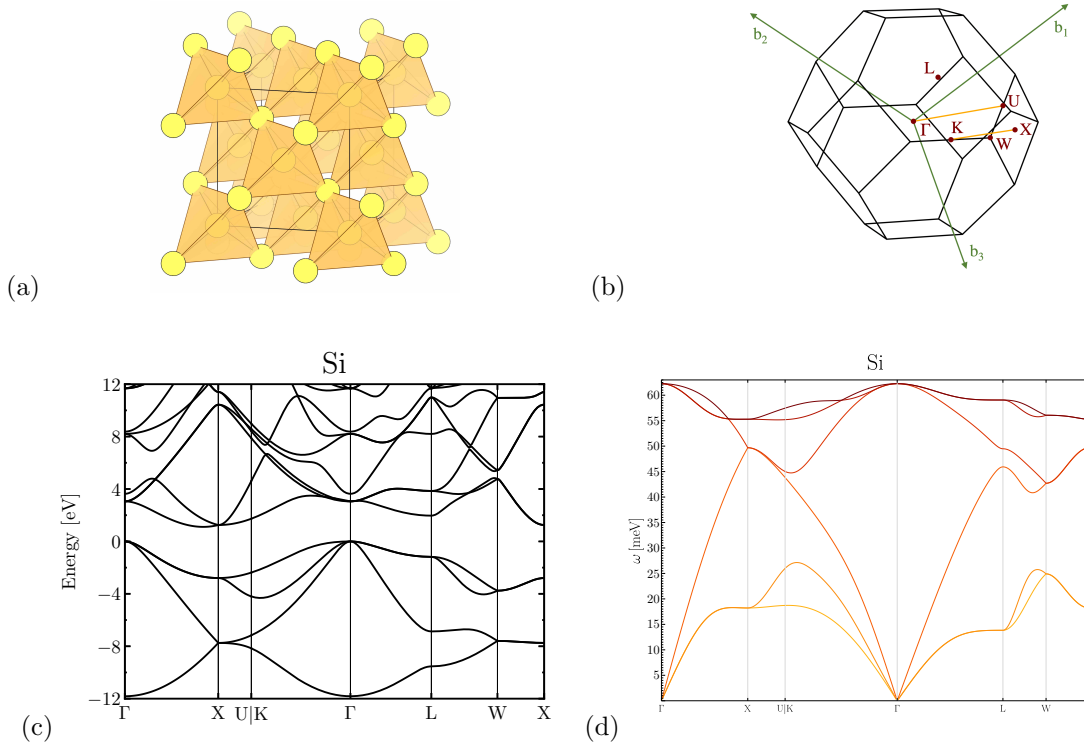 (a)
(b)
b₂
b₁
L
U
Γ
K
X
W
b₃
(c)
Si
Energy [eV]
12
8
4
0
−4
−8
−12
Γ X U|K Γ L W X
(d)
Si
ω [meV]
60
55
50
45
40
35
30
25
20
15
10
5
Γ X U|K Γ L W